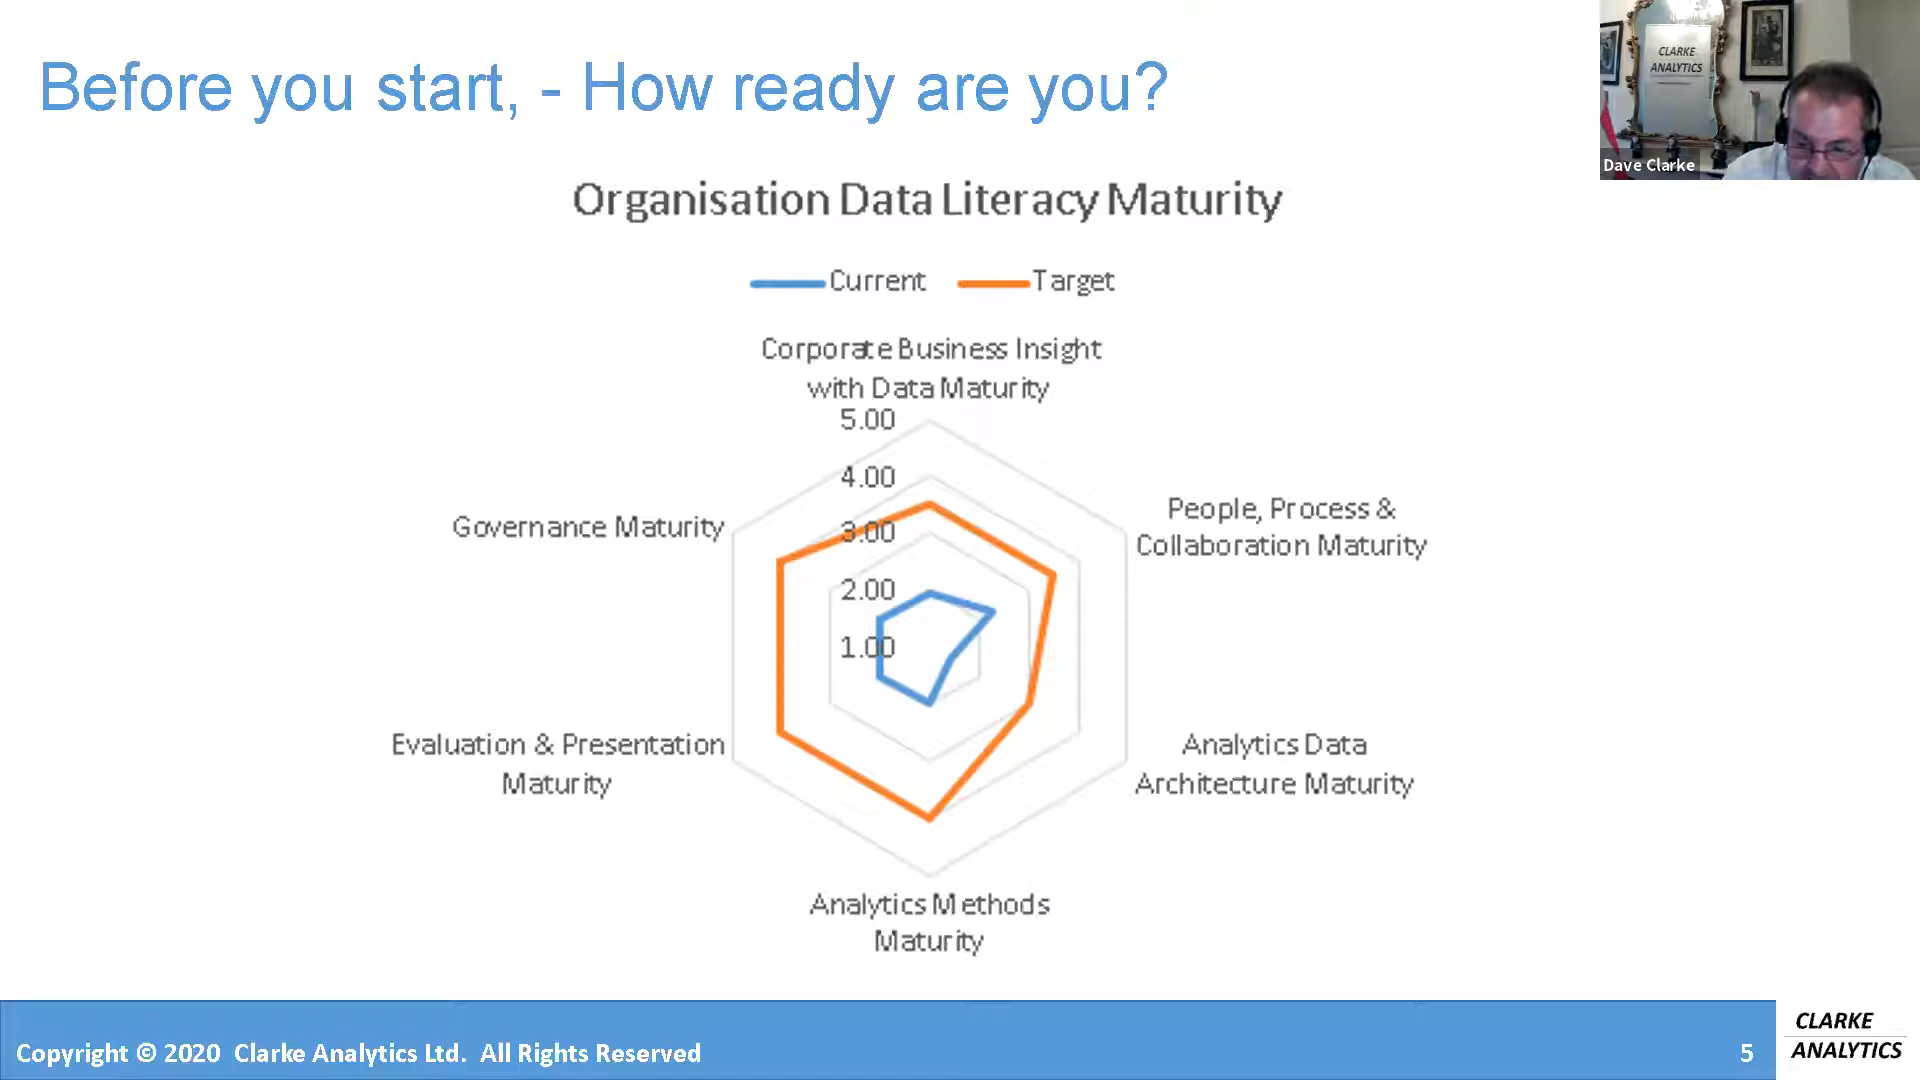 Before you start, - How ready are you?
CLARKE
ANALYTICS
Dave Clarke
Organisation Data Literacy Maturity
Current
Target
Corporate Business Insight
with Data Maturity
5.00
4.00
3.00
2.00
1.00
People, Process &
Collaboration Maturity
Analytics Data
Architecture Maturity
Analytics Methods
Maturity
Evaluation & Presentation
Maturity
Governance Maturity
Copyright © 2020 Clarke Analytics Ltd. All Rights Reserved
5
CLARKE
ANALYTICS